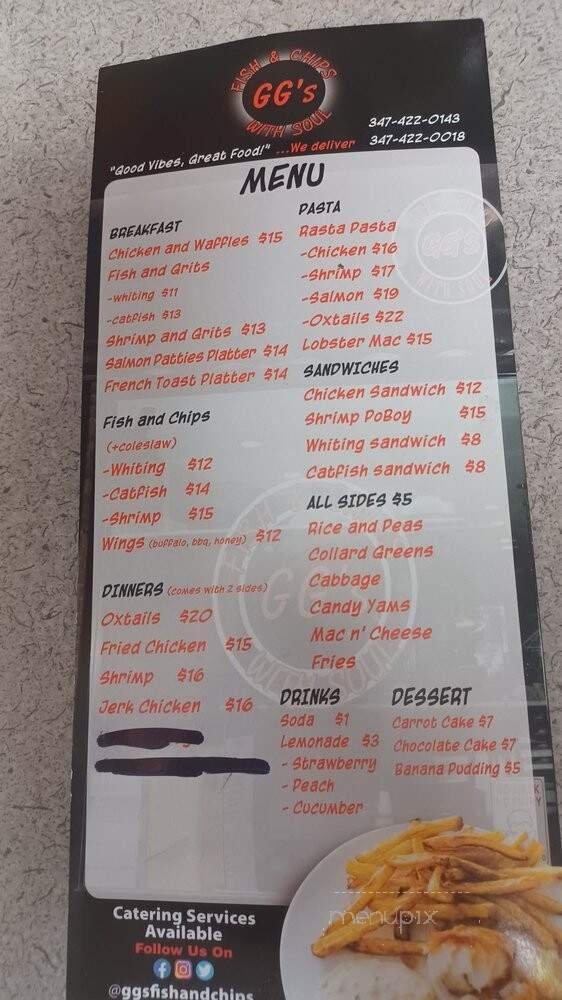 FISH & CHIPS
GG's
WITH SOUL
347-422-0143
"Good Vibes, Great Food!" ...We deliver 347-422-0018
MENU
BREAKFAST
Chicken and Waffles $15
Fish and Grits
-whiting $11
-catfish $13
Shrimp and Grits $13
Salmon Patties Platter $14
French Toast Platter $14
Fish and Chips
(+coleslaw)
-Whiting $12
-Catfish $14
-Shrimp $15
Wings (buffalo, bbq, honey) $12
DINNERS (comes with 2 sides)
Oxtails $20
Fried Chicken $15
Shrimp $16
Jerk Chicken $16
PASTA
Rasta Pasta
-Chicken $16
-Shrimp $17
-Salmon $19
-Oxtails $22
Lobster Mac $15
SANDWICHES
Chicken Sandwich $12
Shrimp PoBoy $15
Whiting sandwich $8
Catfish sandwich $8
ALL SIDES $5
Rice and Peas
Collard Greens
Cabbage
Candy Yams
Mac n' Cheese
Fries
DRINKS
Soda $1
Lemonade $3
- Strawberry
- Peach
- Cucumber
DESSERT
Carrot Cake $7
Chocolate Cake $7
Banana Pudding $5
GG's
WITH SOUL
GG's
WITH SOUL
menupix
Catering Services
Available
Follow Us On
@ggsfishandchips